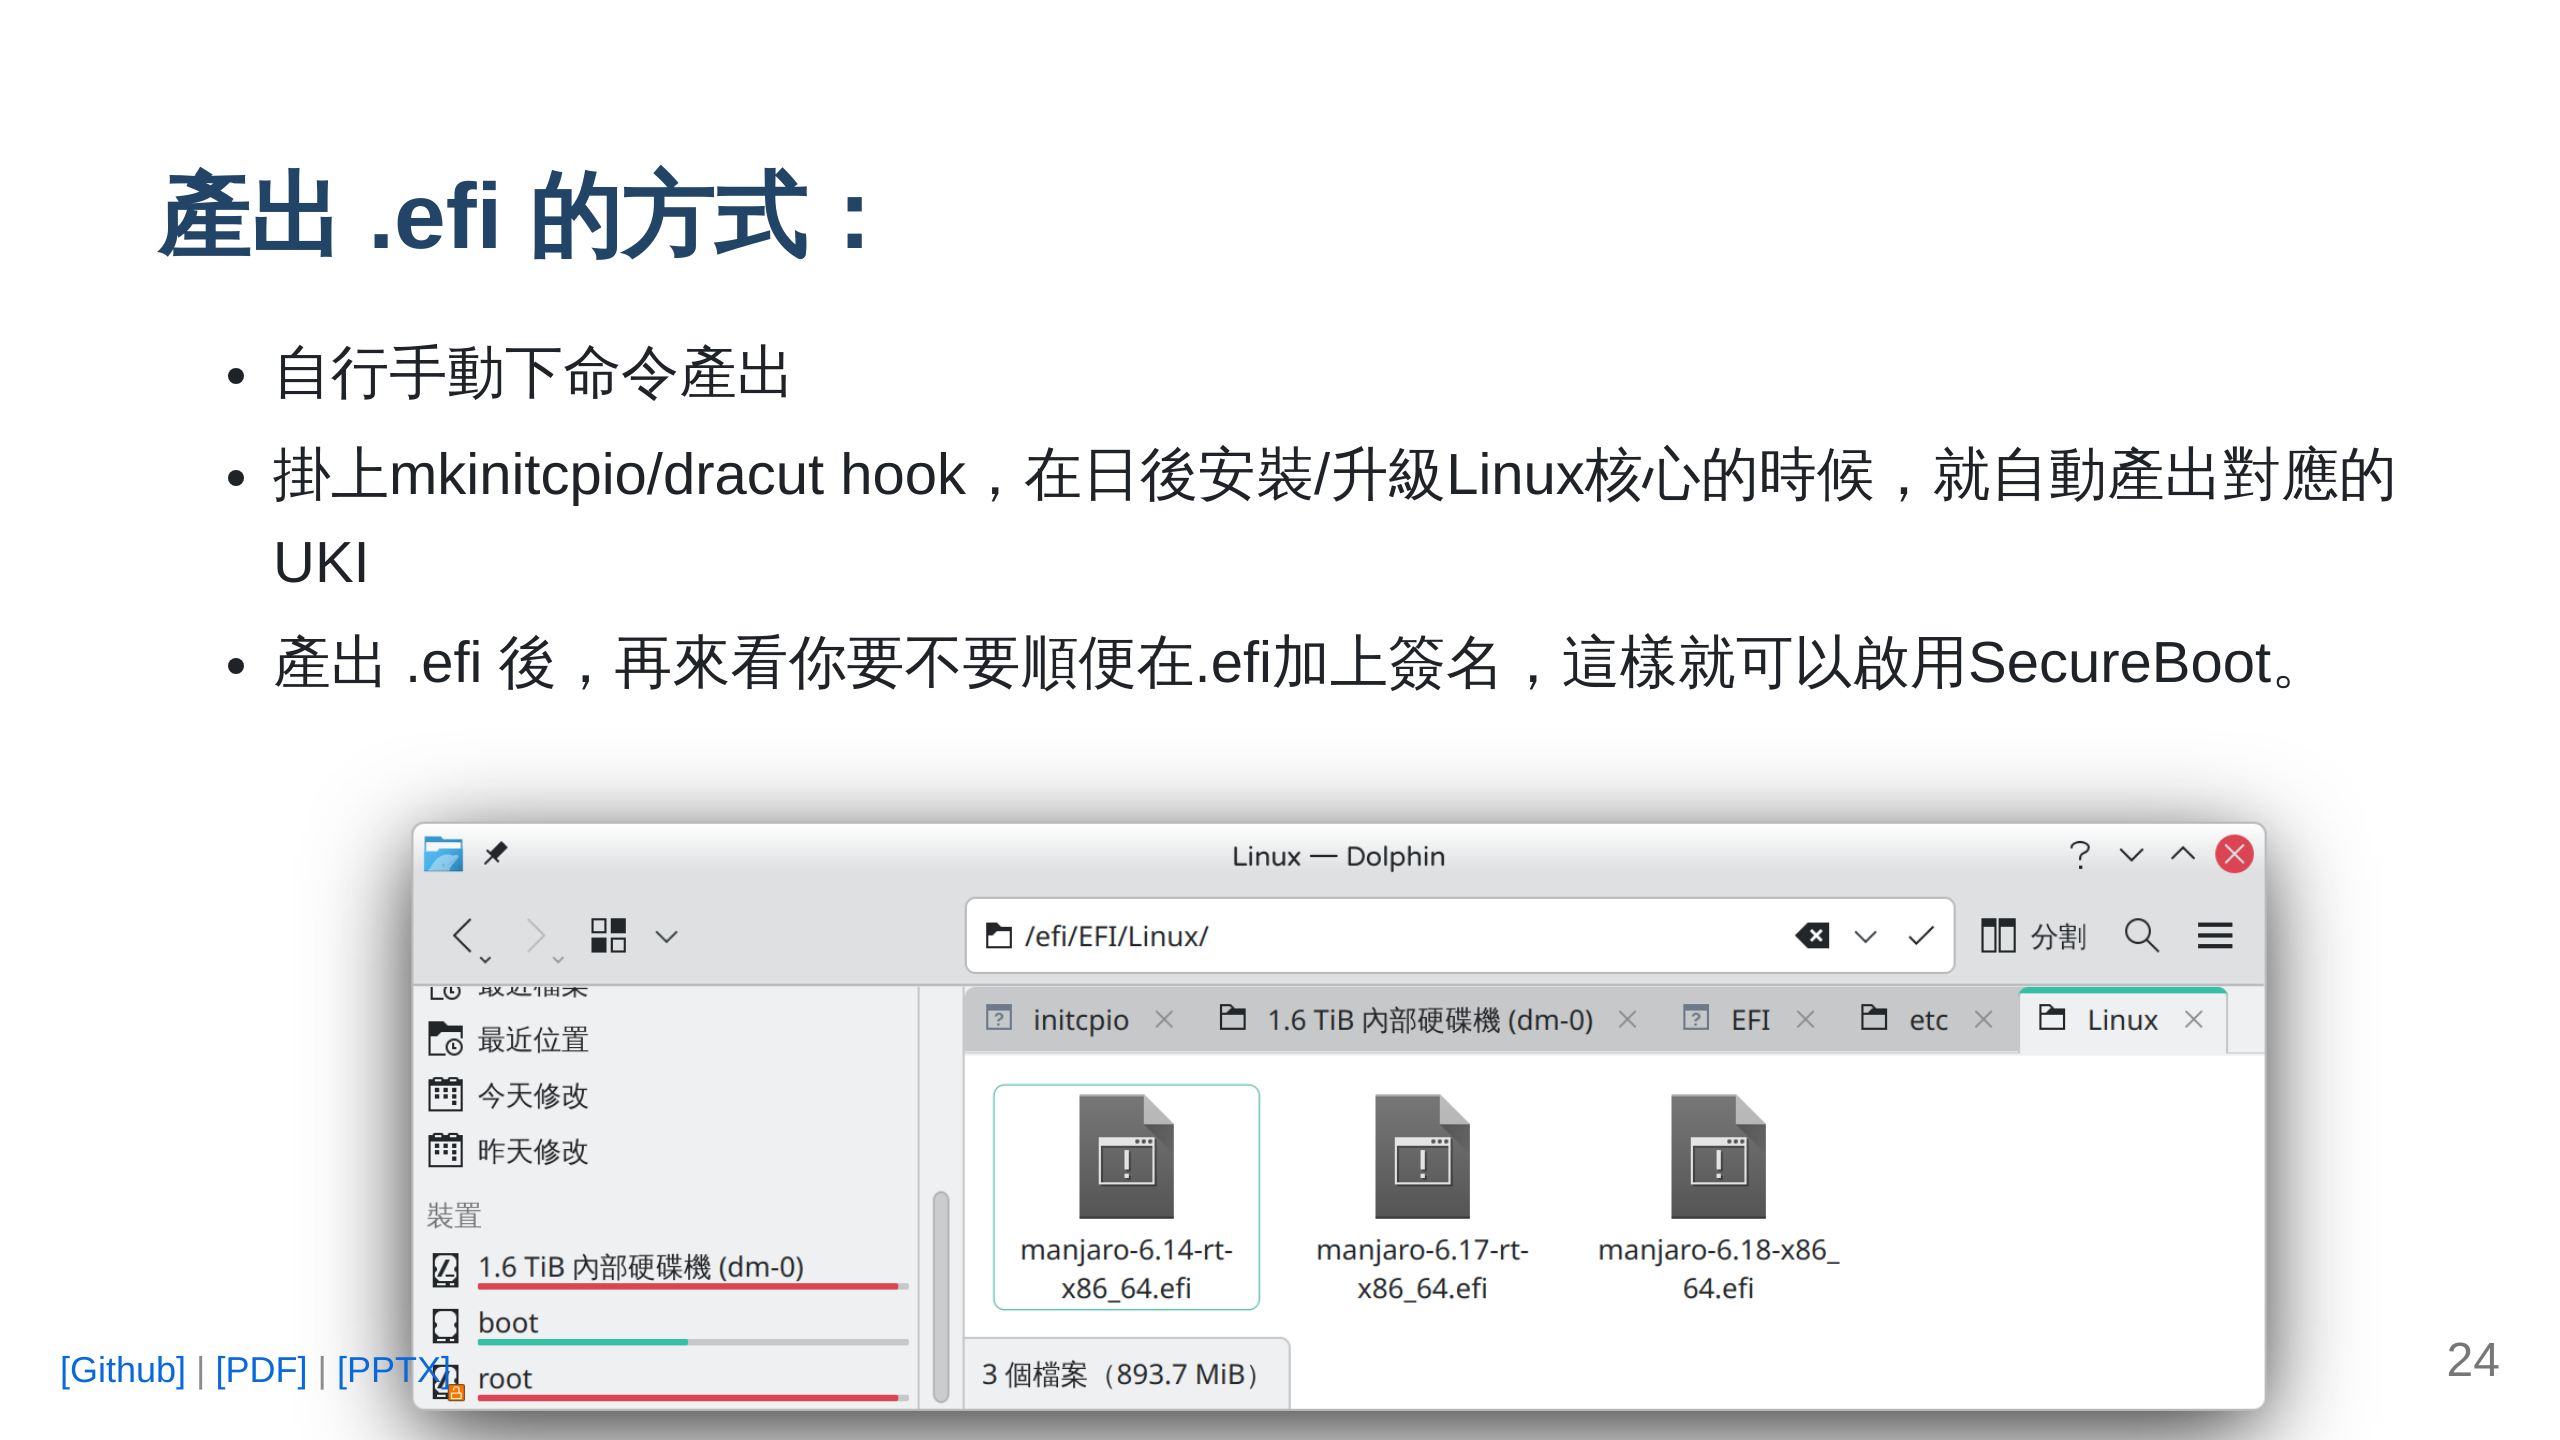 產出 .efi 的方式：
• 自行手動下命令產出
• 掛上mkinitcpio/dracut hook，在日後安裝/升級Linux核心的時候，就自動產出對應的
UKI
• 產出 .efi 後，再來看你要不要順便在.efi加上簽名，這樣就可以啟用SecureBoot。
Linux — Dolphin
/efi/EFI/Linux/
分割
最近檔案
最近位置
今天修改
昨天修改
裝置
1.6 TiB 內部硬碟機 (dm-0)
boot
root
initcpio
1.6 TiB 內部硬碟機 (dm-0)
EFI
etc
Linux
manjaro-6.14-rt-
x86_64.efi
manjaro-6.17-rt-
x86_64.efi
manjaro-6.18-x86_
64.efi
3 個檔案（893.7 MiB）
[Github] | [PDF] | [PPTX]
24